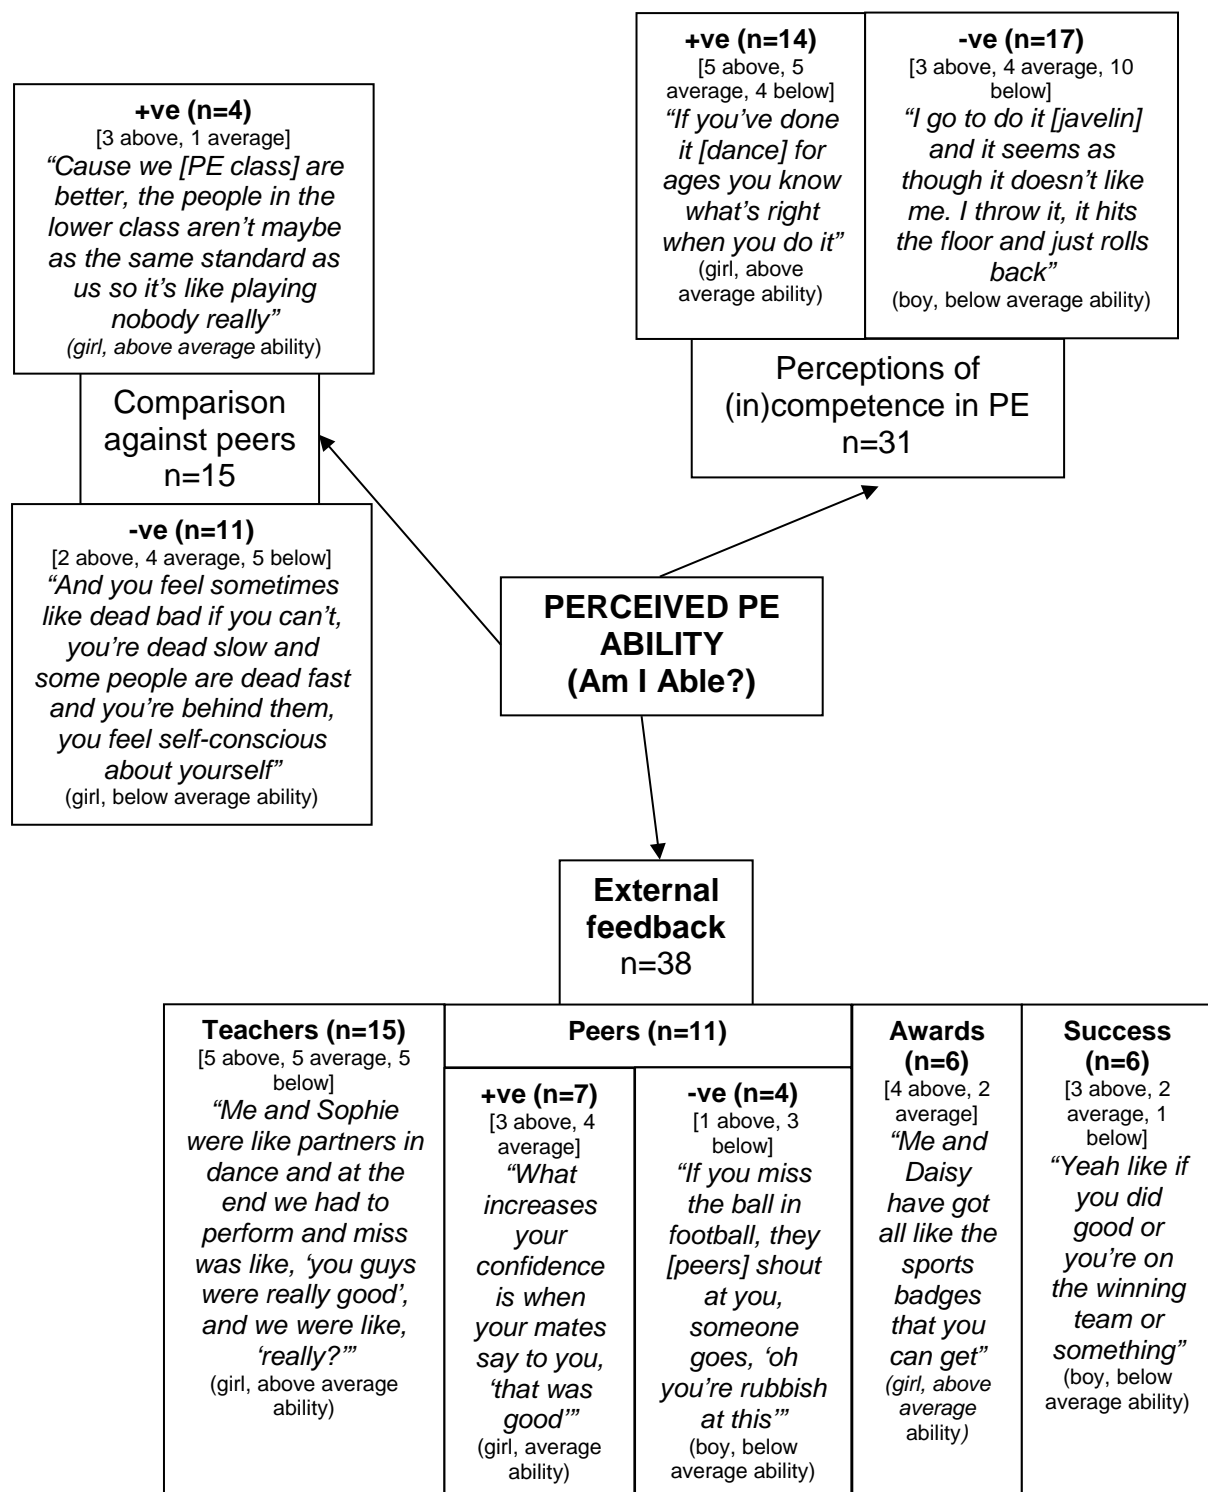 +ve (n=14)
[5 above, 5
average, 4 below]
“If you’ve done
it [dance] for
ages you know
what’s right
when you do it”
(girl, above
average ability)
-ve (n=17)
[3 above, 4 average, 10
below]
“I go to do it [javelin]
and it seems as
though it doesn’t like
me. I throw it, it hits
the floor and just rolls
back”
(boy, below average ability)
Perceptions of
(in)competence in PE
n=31
+ve (n=4)
[3 above, 1 average]
“Cause we [PE class] are
better, the people in the
lower class aren’t maybe
as the same standard as
us so it’s like playing
nobody really”
(girl, above average ability)
Comparison
against peers
n=15
-ve (n=11)
[2 above, 4 average, 5 below]
“And you feel sometimes
like dead bad if you can’t,
you’re dead slow and
some people are dead fast
and you’re behind them,
you feel self-conscious
about yourself”
(girl, below average ability)
PERCEIVED PE
ABILITY
(Am I Able?)
External
feedback
n=38
Teachers (n=15)
[5 above, 5 average, 5
below]
“Me and Sophie
were like partners in
dance and at the
end we had to
perform and miss
was like, ‘you guys
were really good’,
and we were like,
‘really?’”
(girl, above average
ability)
Peers (n=11)
+ve (n=7)
[3 above, 4
average]
“What
increases
your
confidence
is when
your mates
say to you,
‘that was
good’”
(girl, average
ability)
-ve (n=4)
[1 above, 3
below]
“If you miss
the ball in
football, they
[peers] shout
at you,
someone
goes, ‘oh
you’re rubbish
at this’”
(boy, below
average ability)
Awards
(n=6)
[4 above, 2
average]
“Me and
Daisy
have got
all like the
sports
badges
that you
can get”
(girl, above
average
ability)
Success
(n=6)
[3 above, 2
average, 1
below]
“Yeah like if
you did
good or
you’re on
the winning
team or
something”
(boy, below
average ability)